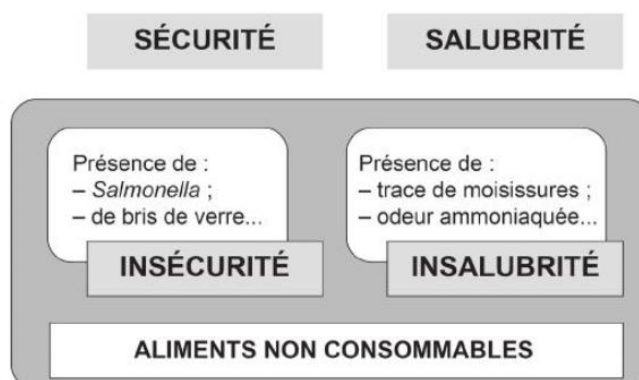 SÉCURITÉ
SALUBRITÉ
Présence de :
– Salmonella ;
– de bris de verre...
INSÉCURITÉ
Présence de :
– trace de moisissures ;
– odeur ammoniaquée...
INSALUBRITÉ
ALIMENTS NON CONSOMMABLES